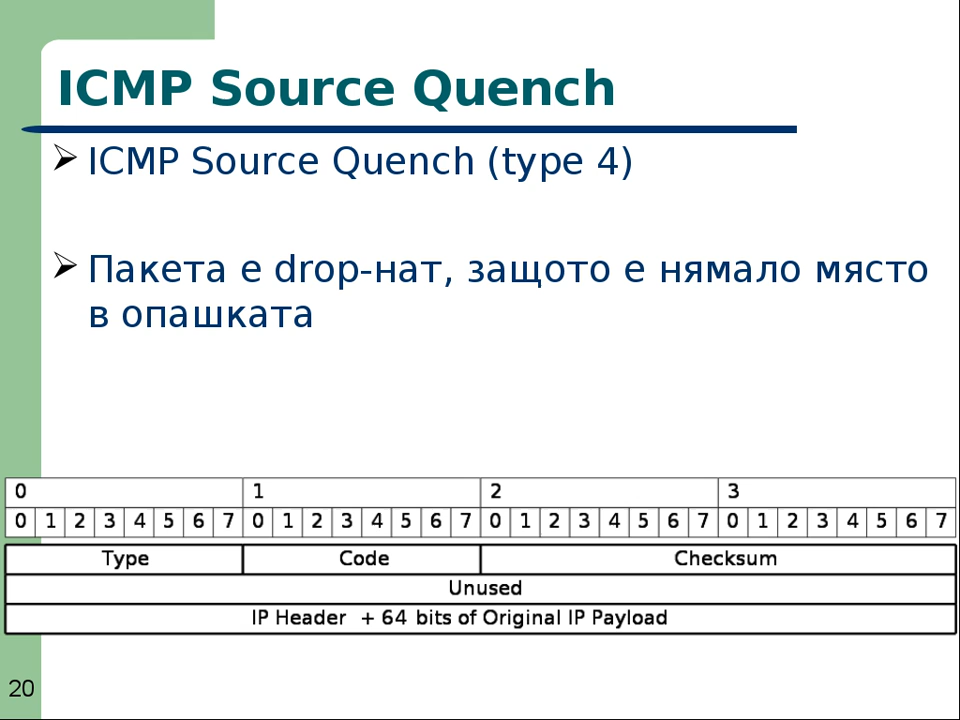 ICMP Source Quench
ICMP Source Quench (type 4)
Пакета е drop-нат, защото е нямало място
в опашката
0 1 2 3
0 1 2 3 4 5 6 7 0 1 2 3 4 5 6 7 0 1 2 3 4 5 6 7 0 1 2 3 4 5 6 7
Type Code Checksum
Unused
IP Header + 64 bits of Original IP Payload
20